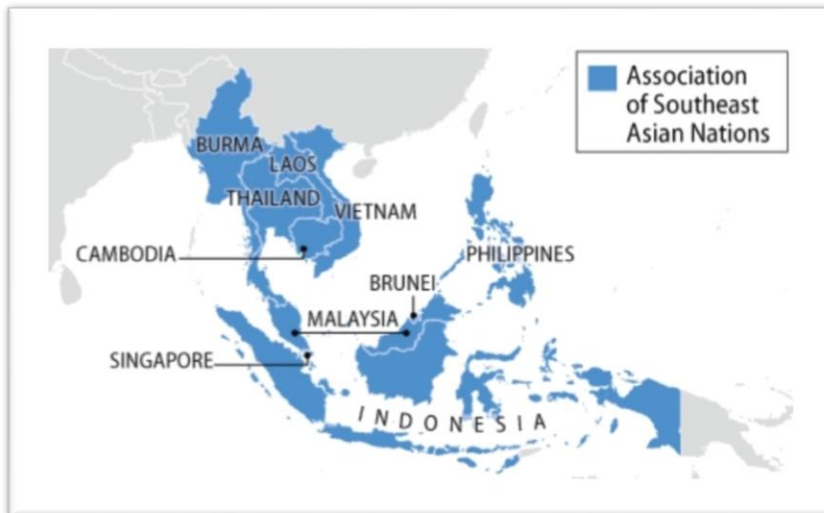 Association
of Southeast
Asian Nations
BURMA
LAOS
THAILAND
VIETNAM
CAMBODIA
PHILIPPINES
BRUNEI
MALAYSIA
SINGAPORE
INDONESIA